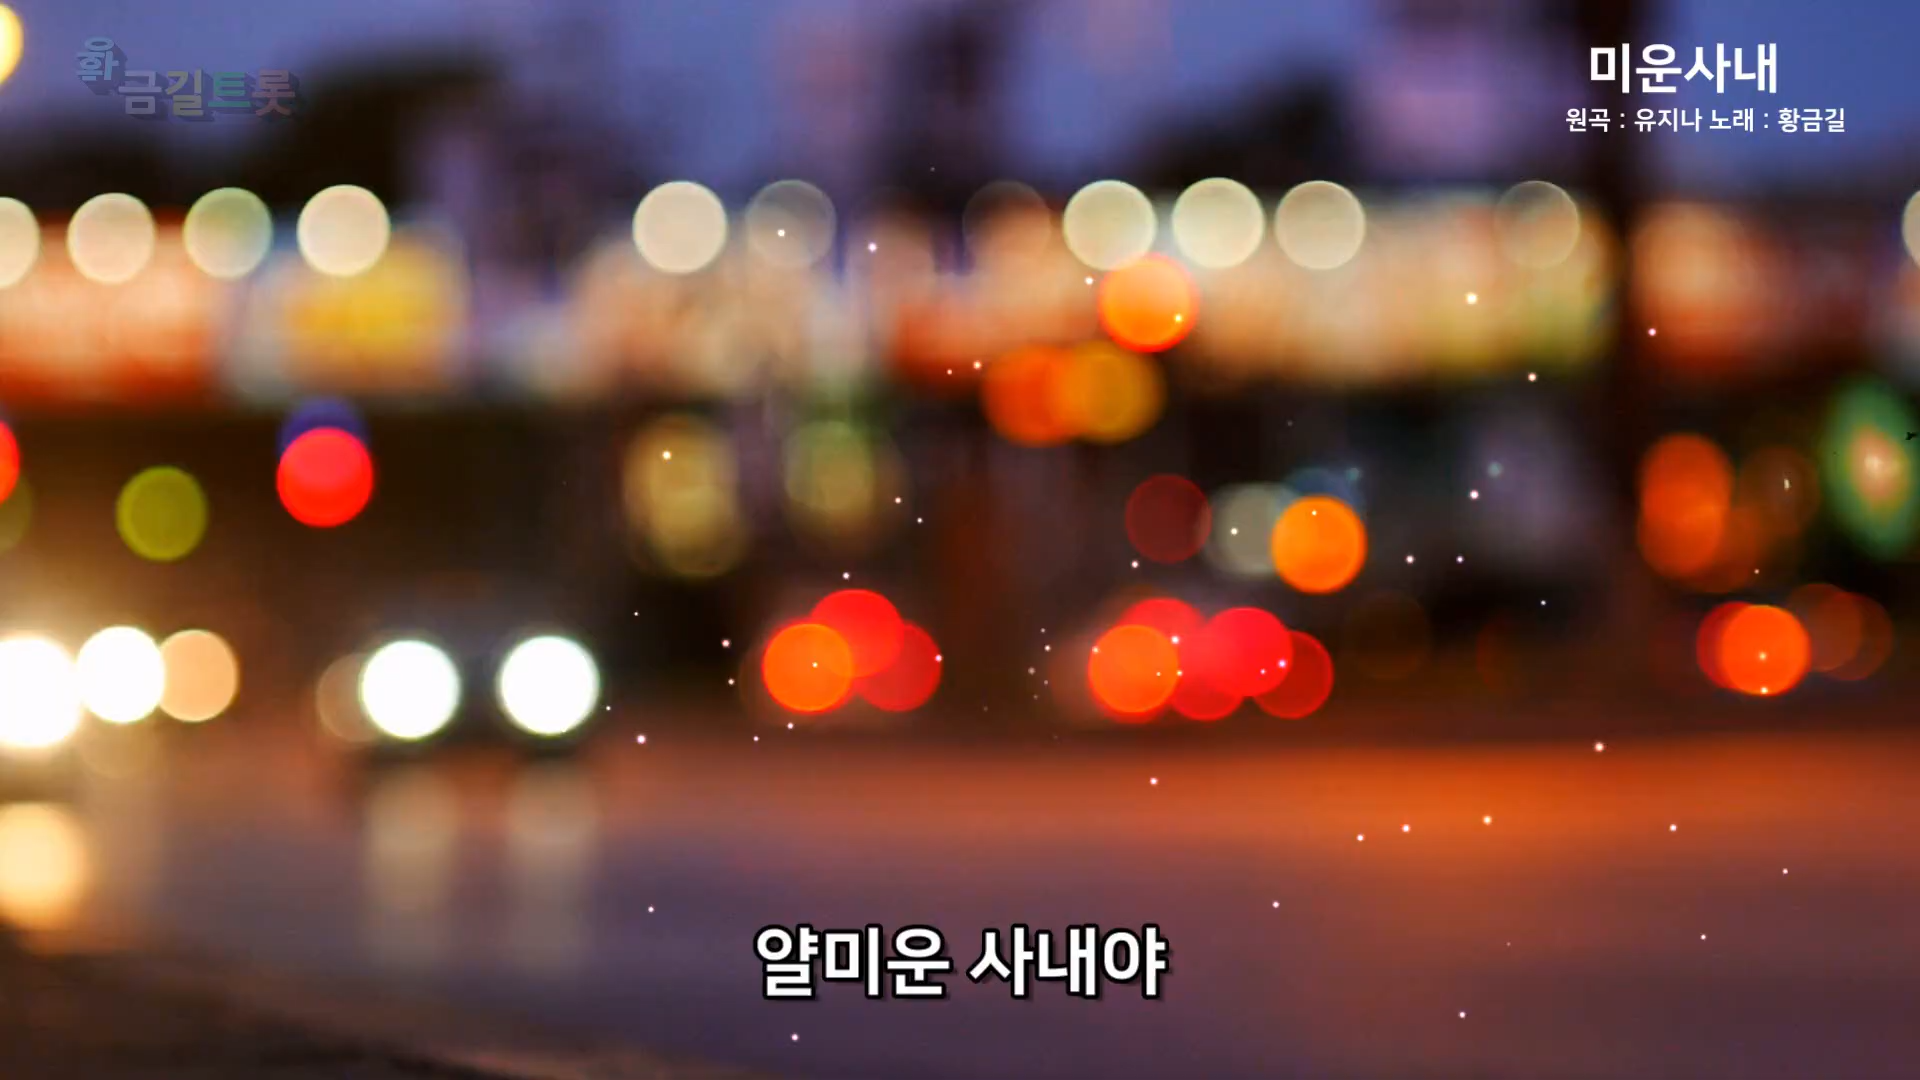 황금길트롯
미운사내
원곡 : 유지나 노래 : 황금길
얄미운 사내야